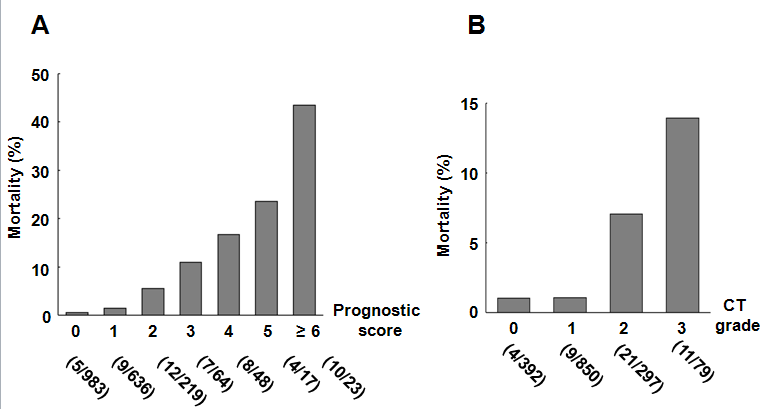 A
Mortality (%)
50
40
30
20
10
0
0 1 2 3 4 5 ≥ 6
Prognostic
score
(5/983) (9/636) (12/219) (7/64) (8/48) (4/17) (10/23)
B
Mortality (%)
15
10
5
0
0 1 2 3
CT
grade
(4/392) (9/850) (21/297) (11/79)